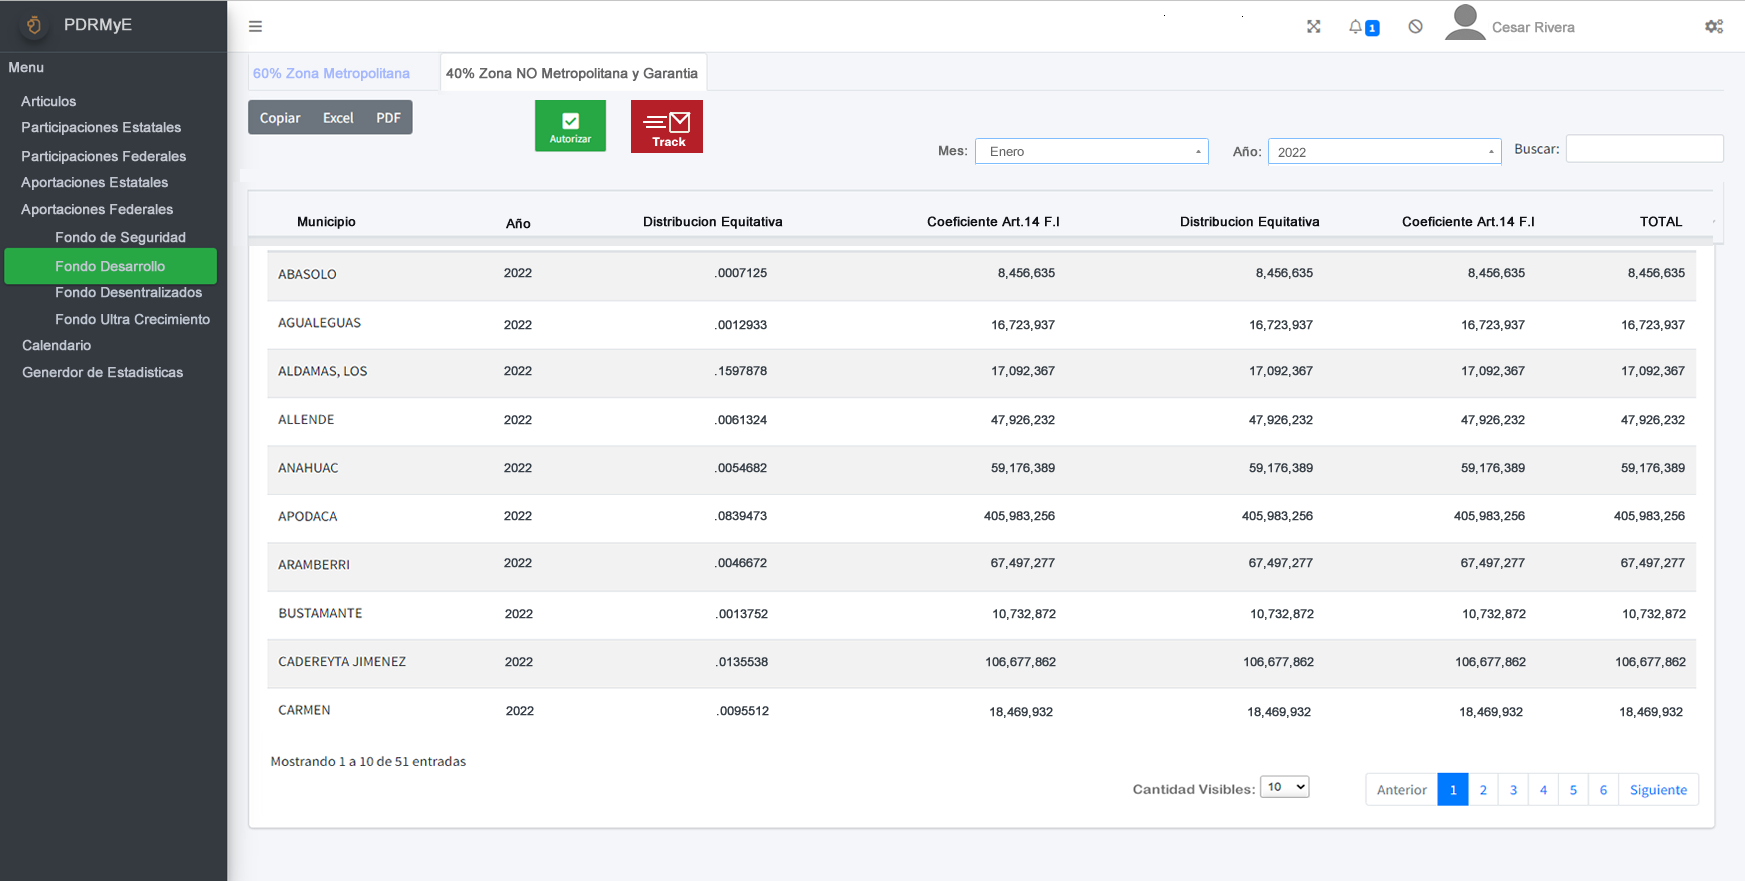 PDRMyE
1
Cesar Rivera
Menu
Articulos
Participaciones Estatales
Participaciones Federales
Aportaciones Estatales
Aportaciones Federales
Fondo de Seguridad
Fondo Desarrollo
Fondo Desentralizados
Fondo Ultra Crecimiento
Calendario
Generdor de Estadisticas
60% Zona Metropolitana
40% Zona NO Metropolitana y Garantia
Copiar Excel PDF
Autorizar
Track
Mes: Enero Año: 2022 Buscar:
Municipio Año Distribucion Equitativa Coeficiente Art.14 F.I Distribucion Equitativa Coeficiente Art.14 F.I TOTAL
ABASOLO 2022 .0007125 8,456,635 8,456,635 8,456,635 8,456,635
AGUALEGUAS 2022 .0012933 16,723,937 16,723,937 16,723,937 16,723,937
ALDAMAS, LOS 2022 .1597878 17,092,367 17,092,367 17,092,367 17,092,367
ALLENDE 2022 .0061324 47,926,232 47,926,232 47,926,232 47,926,232
ANAHUAC 2022 .0054682 59,176,389 59,176,389 59,176,389 59,176,389
APODACA 2022 .0839473 405,983,256 405,983,256 405,983,256 405,983,256
ARAMBERRI 2022 .0046672 67,497,277 67,497,277 67,497,277 67,497,277
BUSTAMANTE 2022 .0013752 10,732,872 10,732,872 10,732,872 10,732,872
CADEREYTA JIMENEZ 2022 .0135538 106,677,862 106,677,862 106,677,862 106,677,862
CARMEN 2022 .0095512 18,469,932 18,469,932 18,469,932 18,469,932
Mostrando 1 a 10 de 51 entradas
Cantidad Visibles: 10
Anterior 1 2 3 4 5 6 Siguiente